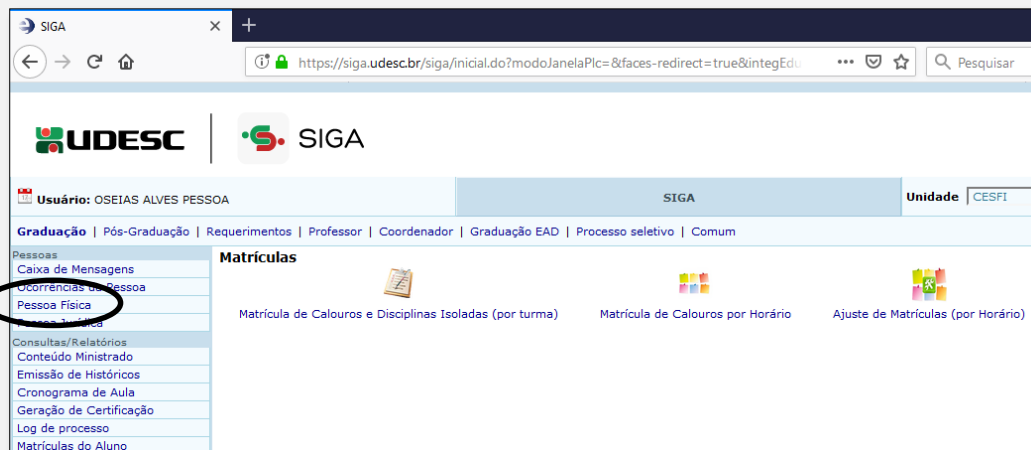 SIGA
https://siga.udesc.br/siga/inicial.do?modoJanelaPlc=&faces-redirect=true&integEdu
Pesquisar
UDESC
SIGA
Usuário: OSEIAS ALVES PESSOA
SIGA
Unidade CESFI
Graduação | Pós-Graduação | Requerimentos | Professor | Coordenador | Graduação EAD | Processo seletivo | Comum
Pessoas
Caixa de Mensagens
Ocorrências da Pessoa
Pessoa Física
Pessoa Jurídica
Consultas/Relatórios
Conteúdo Ministrado
Emissão de Históricos
Cronograma de Aula
Geração de Certificação
Log de processo
Matrículas do Aluno
Matrículas
Matrícula de Calouros e Disciplinas Isoladas (por turma)
Matrícula de Calouros por Horário
Ajuste de Matrículas (por Horário)